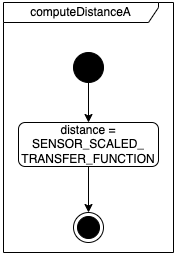 computeDistanceA
distance =
SENSOR_SCALED_
TRANSFER_FUNCTION